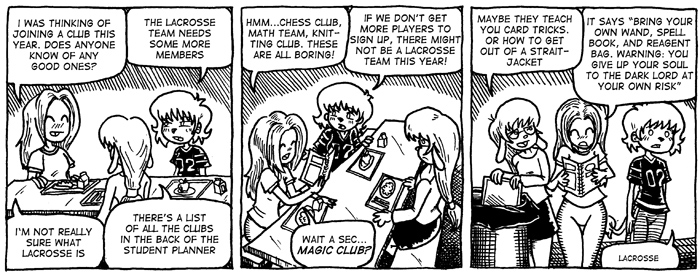 I WAS THINKING OF
JOINING A CLUB THIS
YEAR. DOES ANYONE
KNOW OF ANY
GOOD ONES?
THE LACROSSE
TEAM NEEDS
SOME MORE
MEMBERS
I'M NOT REALLY
SURE WHAT
LACROSSE IS
THERE'S A LIST
OF ALL THE CLUBS
IN THE BACK OF THE
STUDENT PLANNER
HMM...CHESS CLUB,
MATH TEAM, KNIT-
TING CLUB. THESE
ARE ALL BORING!
IF WE DON'T GET
MORE PLAYERS TO
SIGN UP, THERE MIGHT
NOT BE A LACROSSE
TEAM THIS YEAR!
WAIT A SEC...
MAGIC CLUB?
MAYBE THEY TEACH
YOU CARD TRICKS.
OR HOW TO GET
OUT OF A STRAIT-
JACKET
IT SAYS "BRING YOUR
OWN WAND, SPELL
BOOK, AND REAGENT
BAG. WARNING: YOU
GIVE UP YOUR SOUL
TO THE DARK LORD AT
YOUR OWN RISK"
LACROSSE